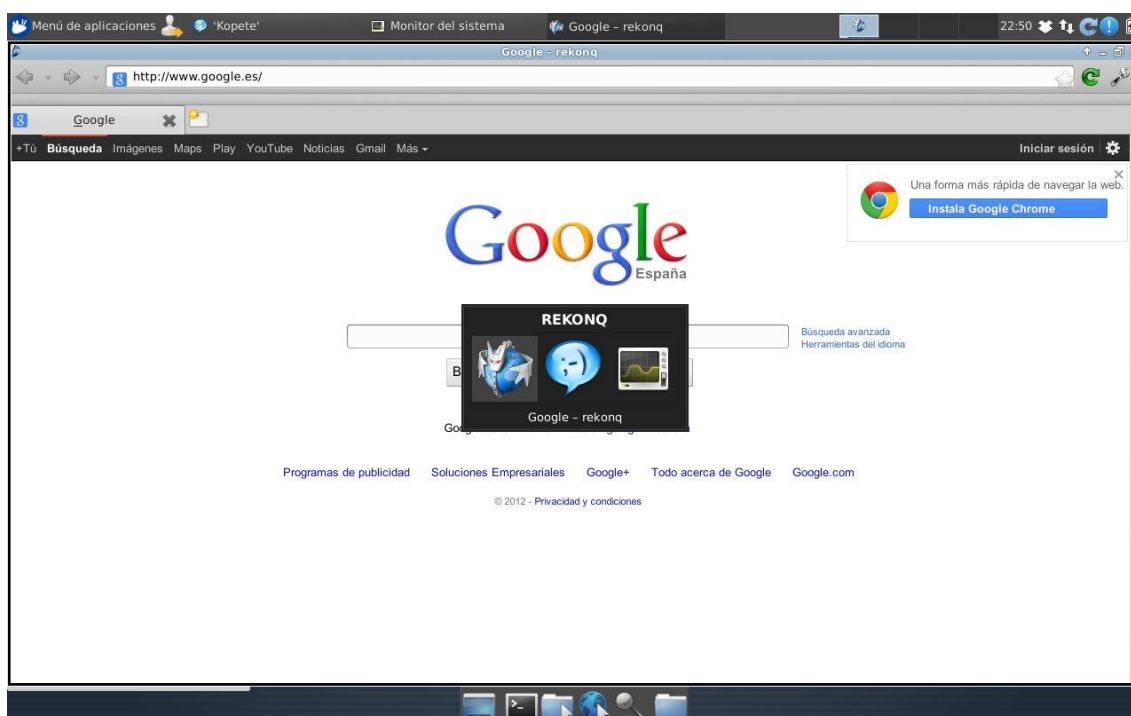 Menú de aplicaciones 'Kopete' Monitor del sistema Google – rekonq 22:50
Google – rekonq
http://www.google.es/
Google
+Tú Búsqueda Imágenes Maps Play YouTube Noticias Gmail Más Iniciar sesión
Una forma más rápida de navegar la web.
Instala Google Chrome
Google
España
REKONQ
Búsqueda avanzada
Herramientas del idioma
;-)
B
Google – rekonq
Programas de publicidad Soluciones Empresariales Google+ Todo acerca de Google Google.com
© 2012 - Privacidad y condiciones
>_